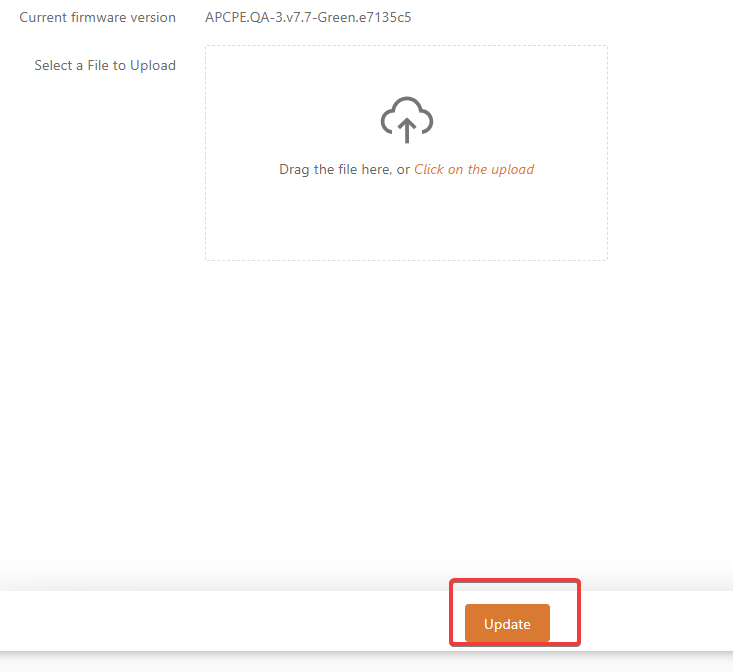 Current firmware version APCPE.QA-3.v7.7-Green.e7135c5
Select a File to Upload
Drag the file here, or Click on the upload
Update